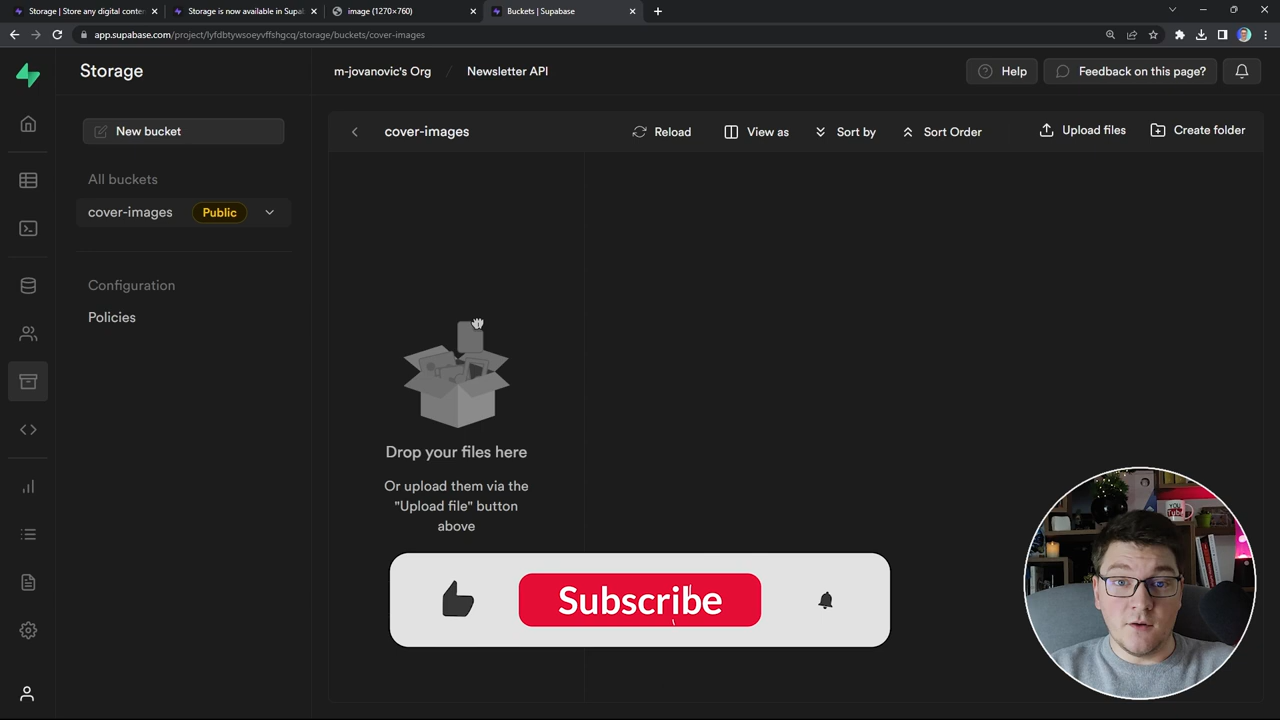 Storage | Store any digital conte
Storage is now available in Supal
image (1270×760)
Buckets | Supabase
app.supabase.com/project/lyfdbtywsoeyvffshgcq/storage/buckets/cover-images
Storage
m-jovanovic's Org
/
Newsletter API
Help
Feedback on this page?
New bucket
cover-images
Reload
View as
Sort by
Sort Order
Upload files
Create folder
All buckets
cover-images
Public
Configuration
Policies
Drop your files here
Or upload them via the
"Upload file" button
above
Subscribe
YOU
Tube